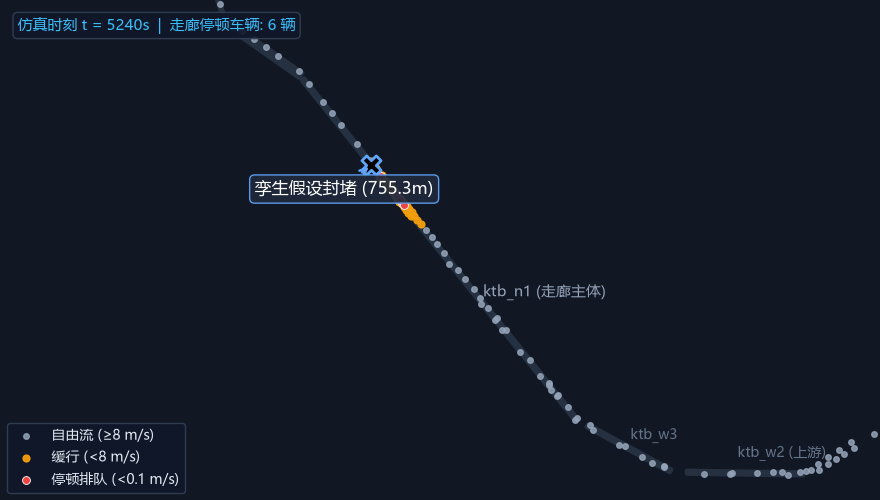 仿真时刻 t = 5240s | 走廊停顿车辆: 6 辆
孪生假设封堵 (755.3m)
ktb_n1 (走廊主体)
ktb_w3
ktb_w2 (上游)
自由流 (≥8 m/s)
缓行 (<8 m/s)
停顿排队 (<0.1 m/s)